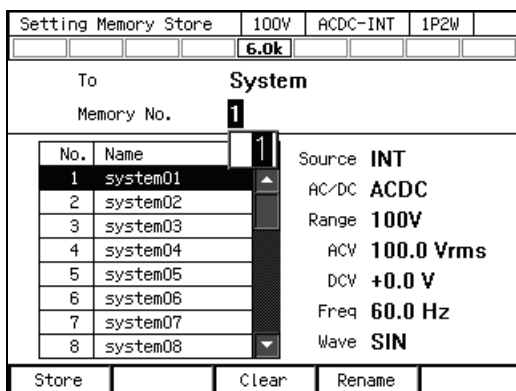 Setting Memory Store 100V ACDC-INT 1P2W
6.0k
To System
Memory No. 1
1
No. Name
1 system01
2 system02
3 system03
4 system04
5 system05
6 system06
7 system07
8 system08
Source INT
AC/DC ACDC
Range 100V
ACV 100.0 Vrms
DCV +0.0 V
Freq 60.0 Hz
Wave SIN
Store Clear Rename